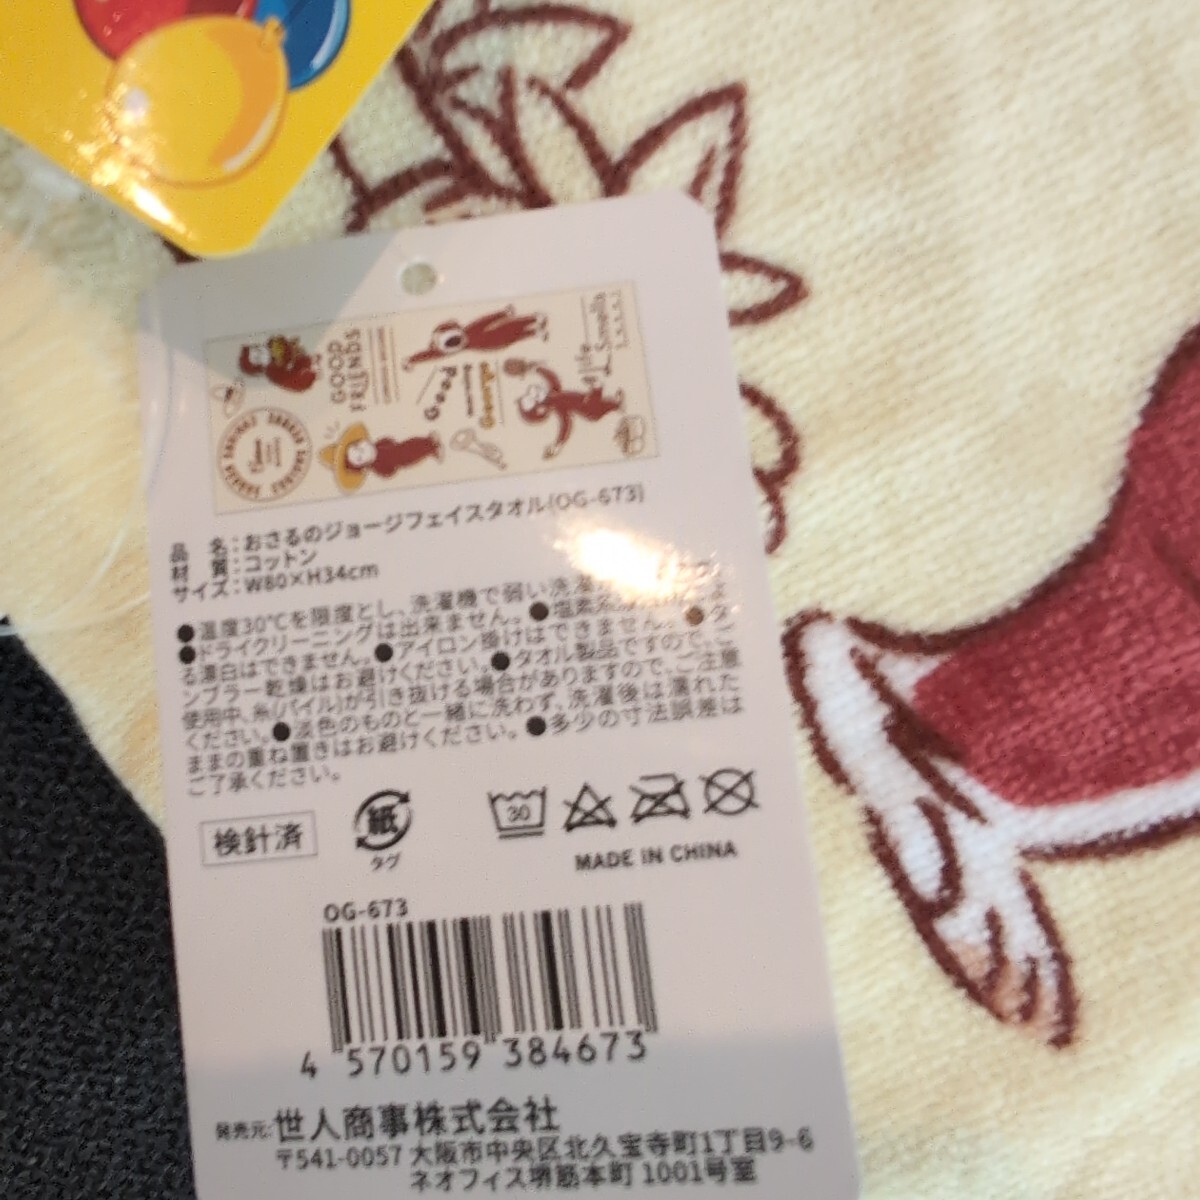 GOOD
FRIENDS
Good
品　名：おさるのジョージフェイスタオル(OG-673)
材　質：コットン
サイズ：W80×H34cm
●温度30℃を限度とし、洗濯機で弱い洗濯
●ドライクリーニングは出来ません。●塩素系
る漂白はできません。●アイロン掛けはできません。●タ
ンブラー乾燥はお避けください。●タオル製品ですので、ご
使用中、糸(パイル)が引き抜ける場合がありますので、ご注意
ください。●淡色のものと一緒に洗わず、洗濯後は濡れた
ままの重ね置きはお避けください。●多少の寸法誤差は
ご了承ください。
検針済
紙
タグ
30
MADE IN CHINA
OG-673
4 570159 384673
発売元：世人商事株式会社
〒541-0057 大阪市中央区北久宝寺町1丁目9-6
ネオフィス堺筋本町 1001号室